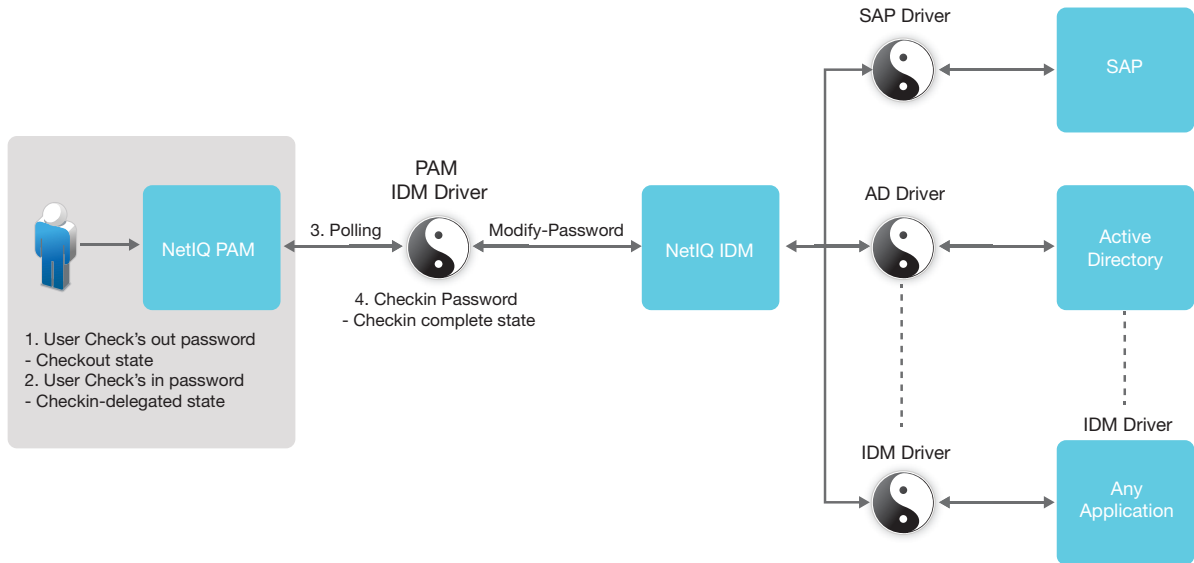 SAP Driver
SAP
PAM
IDM Driver
AD Driver
NetIQ PAM
3. Polling
Modify-Password
NetIQ IDM
Active
Directory
4. Checkin Password
- Checkin complete state
1. User Check's out password
- Checkout state
2. User Check's in password
- Checkin-delegated state
IDM Driver
IDM Driver
Any
Application